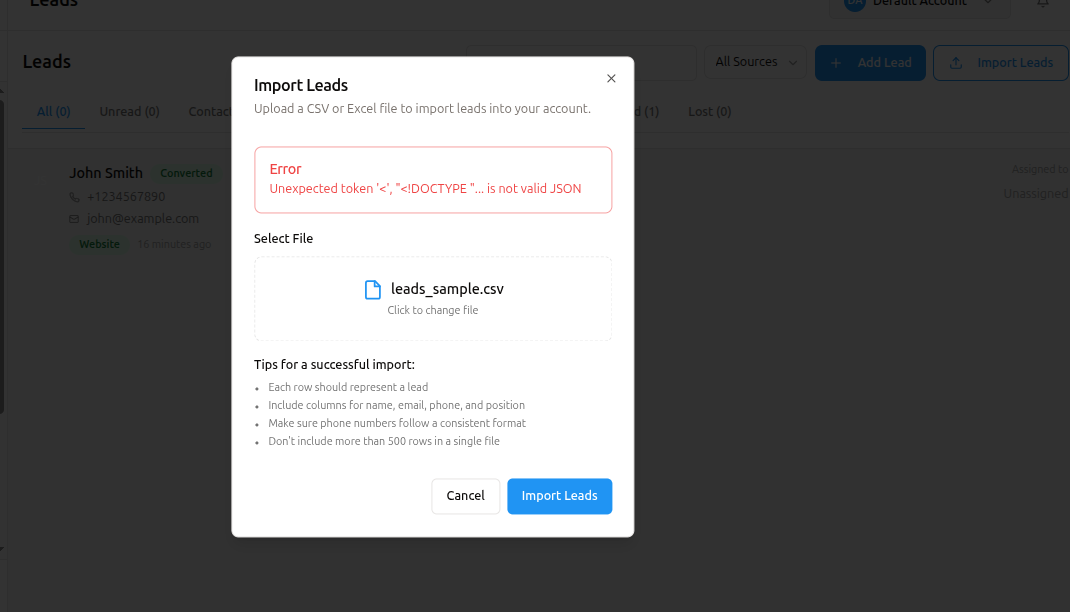 Leads
DA Default Account
Leads
All Sources
+ Add Lead
Import Leads
All (0)
Unread (0)
Lost (0)
John Smith
Converted
+1234567890
john@example.com
Website
16 minutes ago
Assigned to
Unassigned
Import Leads
Upload a CSV or Excel file to import leads into your account.
Error
Unexpected token '<', "<!DOCTYPE "... is not valid JSON
Select File
leads_sample.csv
Click to change file
Tips for a successful import:
• Each row should represent a lead
• Include columns for name, email, phone, and position
• Make sure phone numbers follow a consistent format
• Don't include more than 500 rows in a single file
Cancel
Import Leads